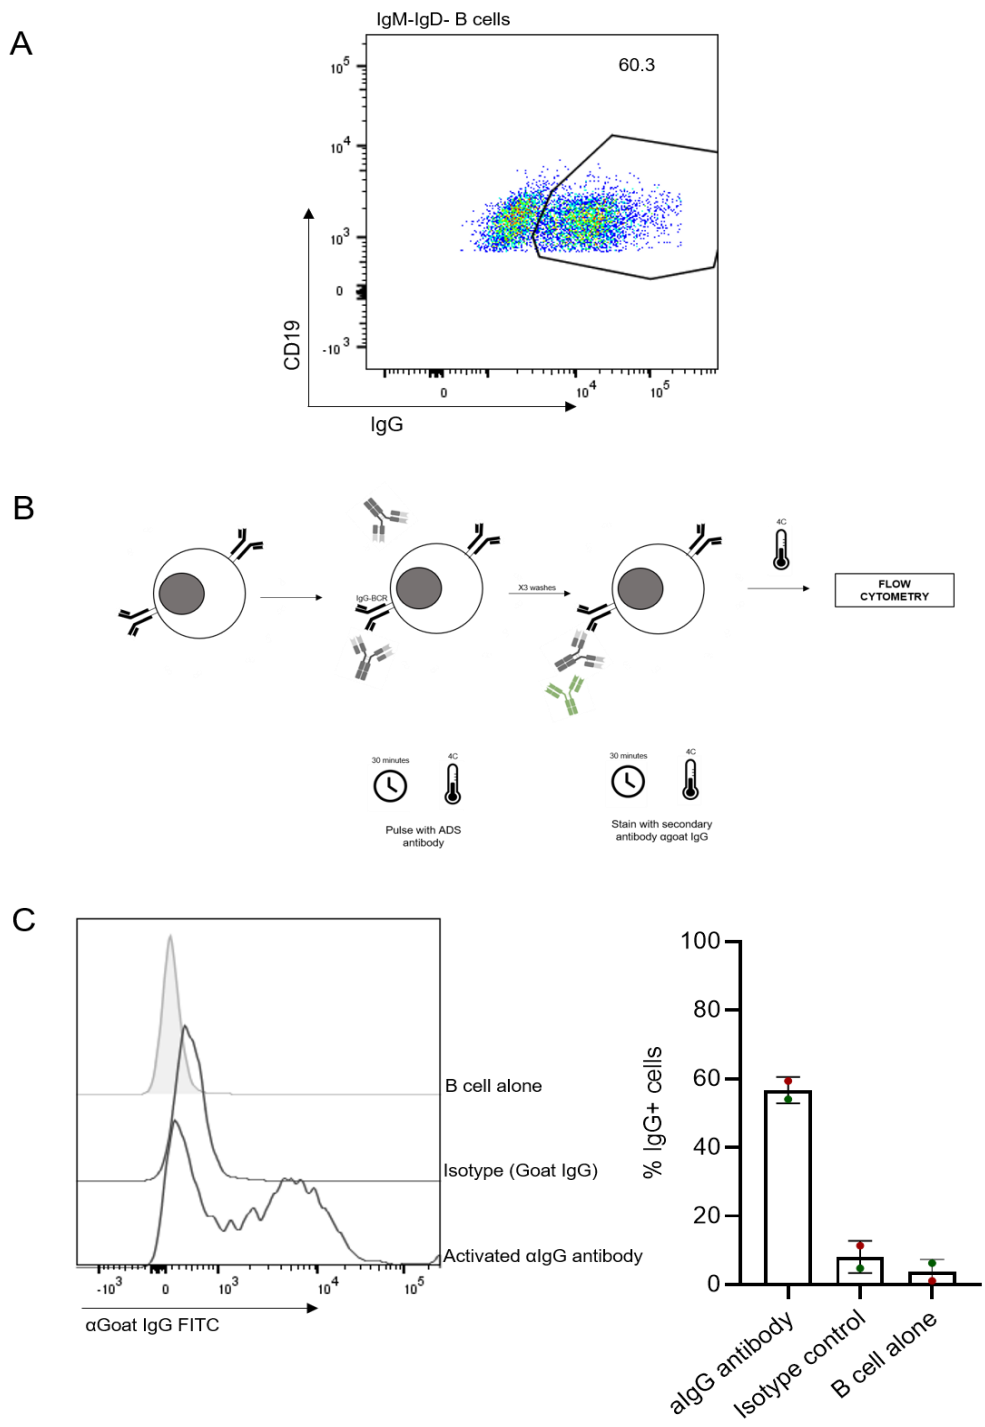 A
IgM-IgD- B cells
60.3
10 5
10 4
10 3
0
-10 3
CD19
0
10 4
10 5
IgG
B
4C
IgG-BCR
X3 washes
FLOW
CYTOMETRY
30 minutes
4C
30 minutes
4C
Pulse with ADS
antibody
Stain with secondary
antibody αgoat IgG
C
B cell alone
Isotype (Goat IgG)
Activated αIgG antibody
-10 3
0
10 3
10 4
10 5
αGoat IgG FITC
100
80
60
40
20
0
% IgG+ cells
aIgG antibody
Isotype control
B cell alone